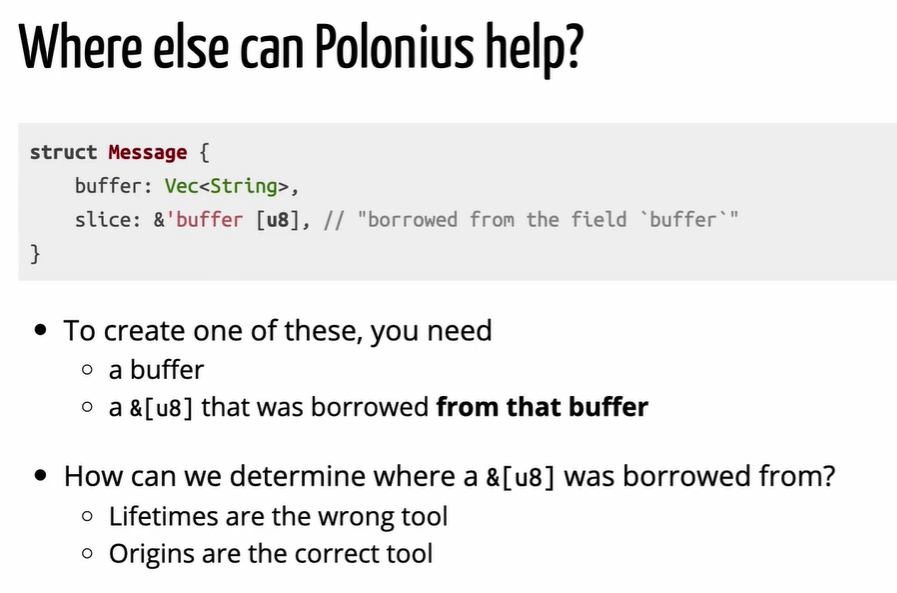 Where else can Polonius help?
struct Message {
    buffer: Vec<String>,
    slice: &'buffer [u8], // "borrowed from the field `buffer`"
}
• To create one of these, you need
○ a buffer
○ a &[u8] that was borrowed from that buffer
• How can we determine where a &[u8] was borrowed from?
○ Lifetimes are the wrong tool
○ Origins are the correct tool